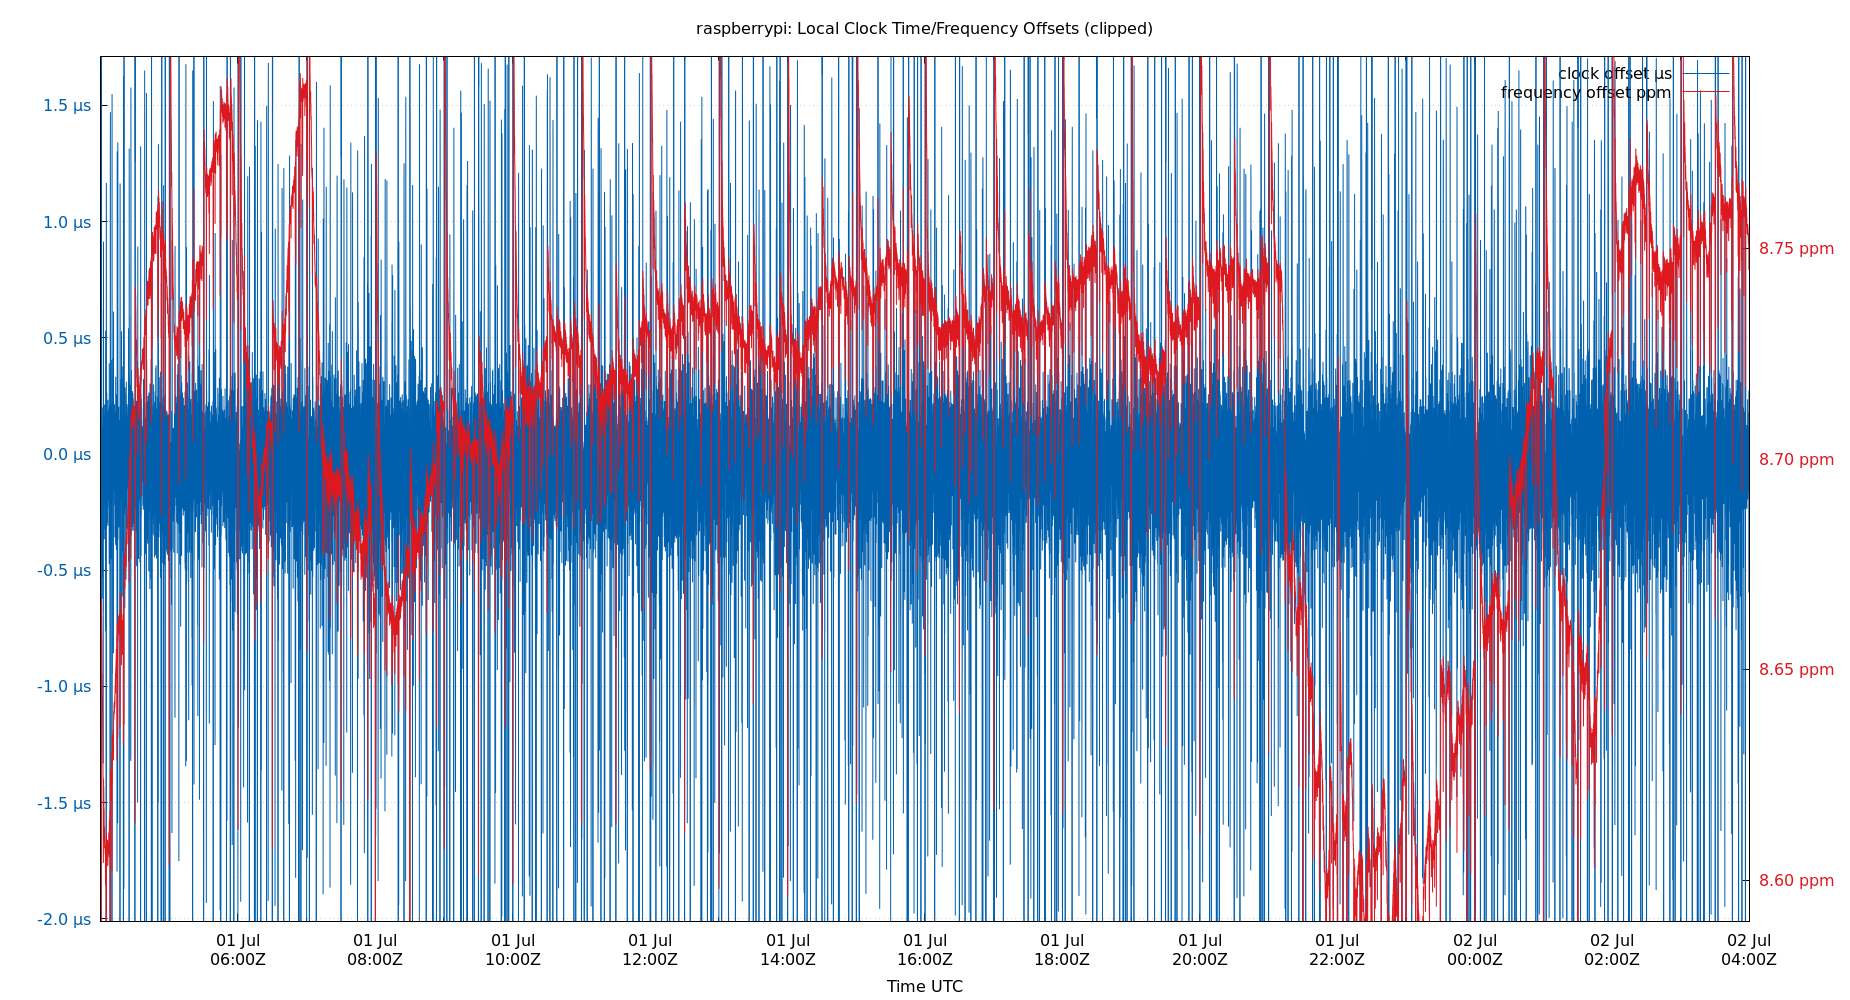 raspberrypi: Local Clock Time/Frequency Offsets (clipped)
clock offset µs
frequency offset ppm
1.5 µs
1.0 µs
0.5 µs
0.0 µs
-0.5 µs
-1.0 µs
-1.5 µs
-2.0 µs
8.75 ppm
8.70 ppm
8.65 ppm
8.60 ppm
01 Jul 01 Jul 01 Jul 01 Jul 01 Jul 01 Jul 01 Jul 01 Jul 01 Jul 02 Jul 02 Jul 02 Jul
06:00Z 08:00Z 10:00Z 12:00Z 14:00Z 16:00Z 18:00Z 20:00Z 22:00Z 00:00Z 02:00Z 04:00Z
Time UTC